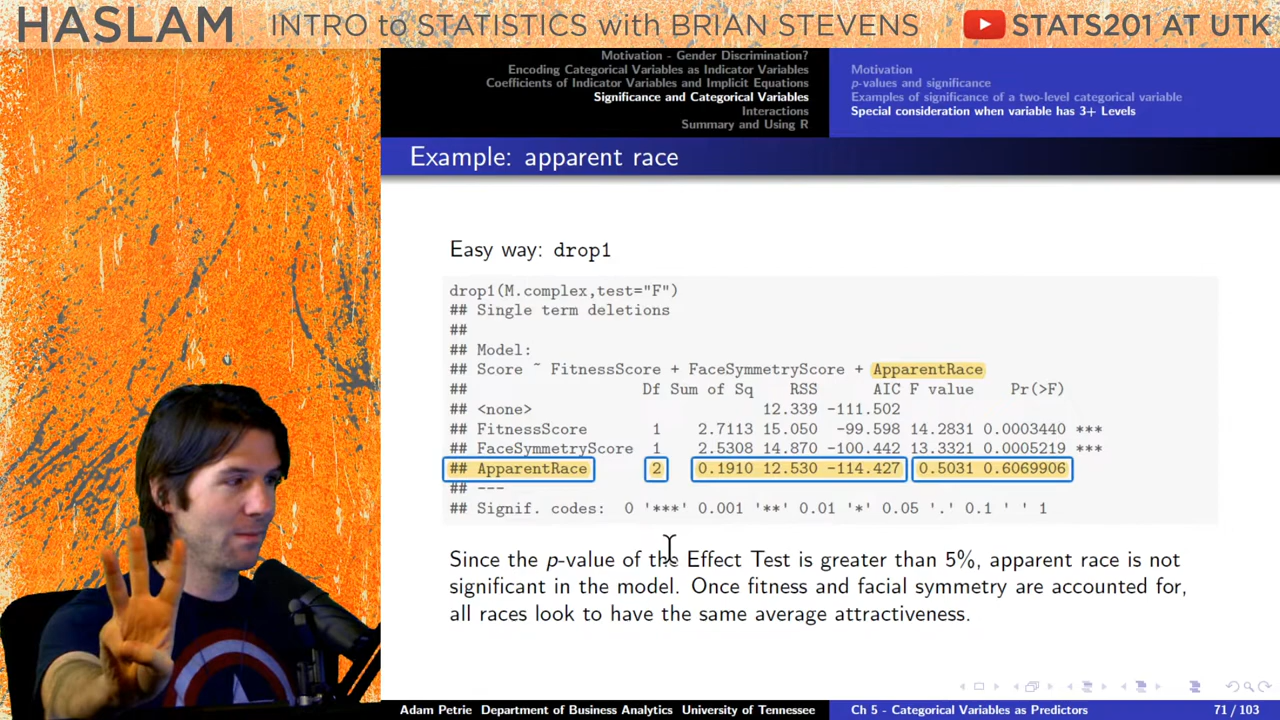 HASLAM INTRO to STATISTICS with BRIAN STEVENS STATS201 AT UTK
Motivation - Gender Discrimination?
Encoding Categorical Variables as Indicator Variables
Coefficients of Indicator Variables and Implicit Equations
Significance and Categorical Variables
Interactions
Summary and Using R
Motivation
p-values and significance
Examples of significance of a two-level categorical variable
Special consideration when variable has 3+ Levels
Example: apparent race
Easy way: drop1
drop1(M.complex,test="F")
## Single term deletions
##
## Model:
## Score ~ FitnessScore + FaceSymmetryScore + ApparentRace
## Df Sum of Sq RSS AIC F value Pr(>F)
## <none> 12.339 -111.502
## FitnessScore 1 2.7113 15.050 -99.598 14.2831 0.0003440 ***
## FaceSymmetryScore 1 2.5308 14.870 -100.442 13.3321 0.0005219 ***
## ApparentRace 2 0.1910 12.530 -114.427 0.5031 0.6069906
## ---
## Signif. codes: 0 '***' 0.001 '**' 0.01 '*' 0.05 '.' 0.1 ' ' 1
Since the p-value of the Effect Test is greater than 5%, apparent race is not
significant in the model. Once fitness and facial symmetry are accounted for,
all races look to have the same average attractiveness.
Adam Petrie Department of Business Analytics University of Tennessee Ch 5 - Categorical Variables as Predictors 71 / 103